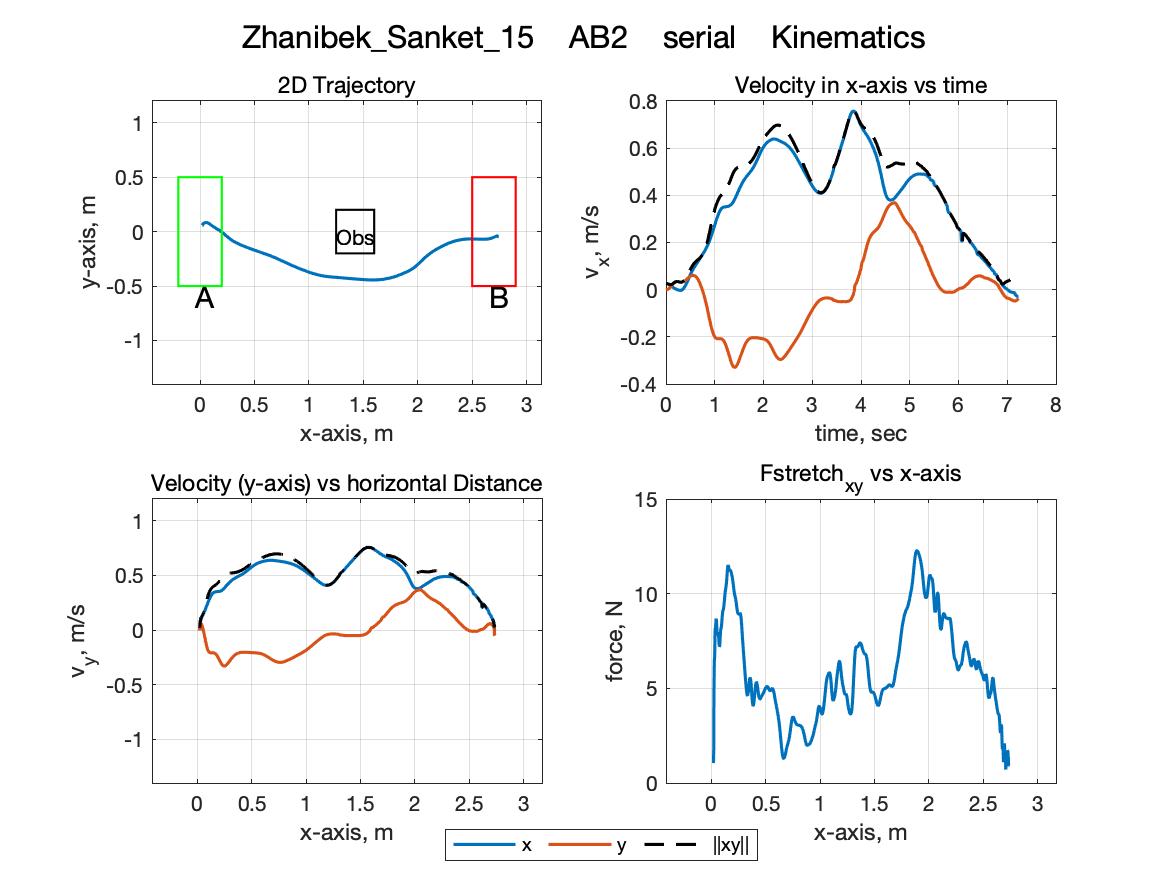 Zhanibek_Sanket_15 AB2 serial Kinematics
2D Trajectory
1
0.5
0
-0.5
-1
y-axis, m
Obs
A
B
0 0.5 1 1.5 2 2.5 3
x-axis, m
Velocity in x-axis vs time
0.8
0.6
0.4
0.2
0
-0.2
-0.4
v_x, m/s
0 1 2 3 4 5 6 7 8
time, sec
Velocity (y-axis) vs horizontal Distance
1
0.5
0
-0.5
-1
v_y, m/s
0 0.5 1 1.5 2 2.5 3
x-axis, m
Fstretch_xy vs x-axis
15
10
5
0
force, N
0 0.5 1 1.5 2 2.5 3
x-axis, m
x y ||xy||